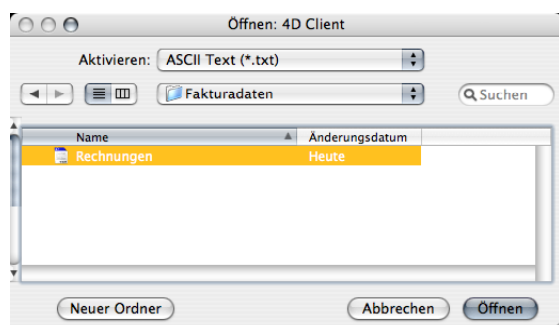 Öffnen: 4D Client
Aktivieren: ASCII Text (*.txt)
Fakturadaten
Suchen
Name Änderungsdatum
Rechnungen Heute
Neuer Ordner Abbrechen Öffnen